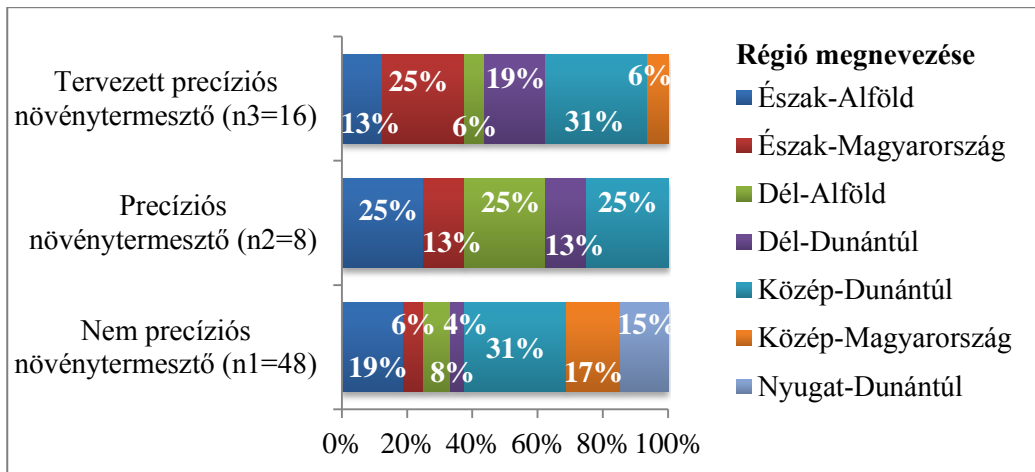 Tervezett precíziós
növénytermesztő (n3=16)
13%
25%
6%
19%
31%
6%
Precíziós
növénytermesztő (n2=8)
25%
13%
25%
13%
25%
Nem precíziós
növénytermesztő (n1=48)
19%
6%
8%
4%
31%
17%
15%
0% 20% 40% 60% 80% 100%
Régió megnevezése
Észak-Alföld
Észak-Magyarország
Dél-Alföld
Dél-Dunántúl
Közép-Dunántúl
Közép-Magyarország
Nyugat-Dunántúl